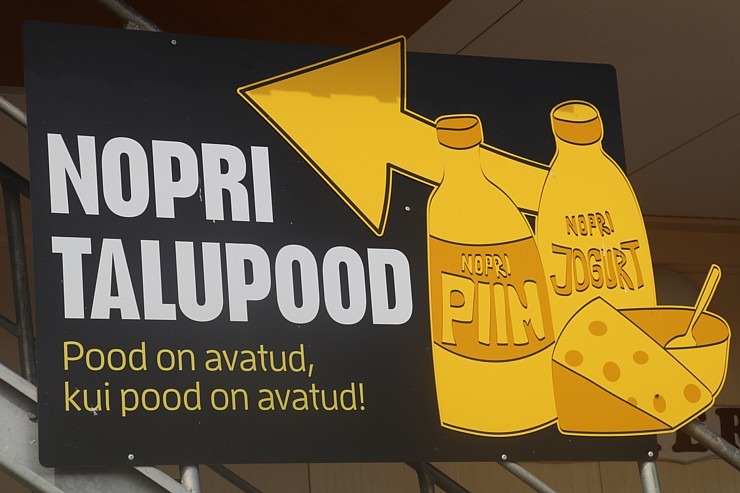 NOPRI
TALUPOOD
Pood on avatud,
kui pood on avatud!
NOPRI
PIIM
NOPRI
JOGURT